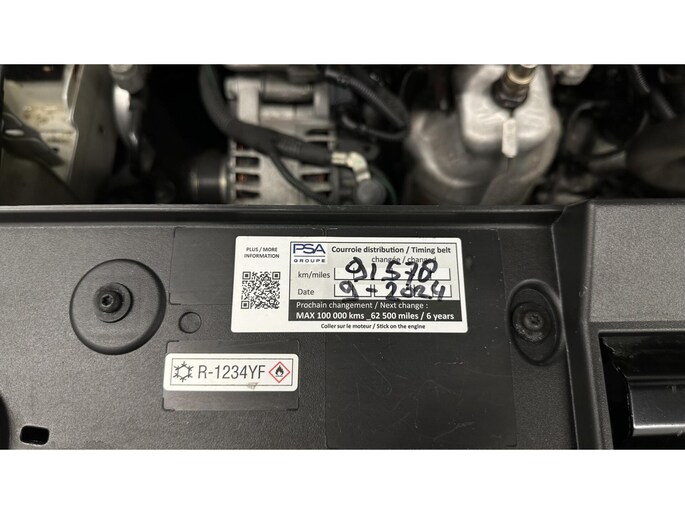 PLUS / MORE
INFORMATION
PSA
GROUPE
Courroie distribution / Timing belt
changée / changed
km/miles 91578
Date 9-2024
Prochain changement / Next change :
MAX 100 000 kms _62 500 miles / 6 years
Coller sur le moteur / Stick on the engine
R-1234YF